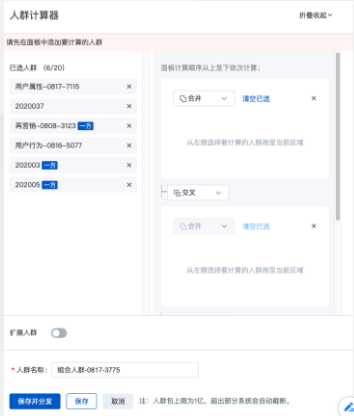 人群计算器
折叠收起
请先在面板中添加要计算的人群
已选人群 (6/20)
用户属性-0817-7115
2020037
再营销-0808-3123 一方
用户行为-0816-5077
202003 一方
202005 一方
面板计算顺序从上至下依次计算：
合并
清空已选
从左侧选择要计算的人群拖至当前区域
交叉
合并
清空已选
从左侧选择要计算的人群拖至当前区域
扩展人群
* 人群名称： 组合人群-0817-3775
保存并分发 保存 取消 注：人群包上限为1亿，超出部分系统会自动截断。